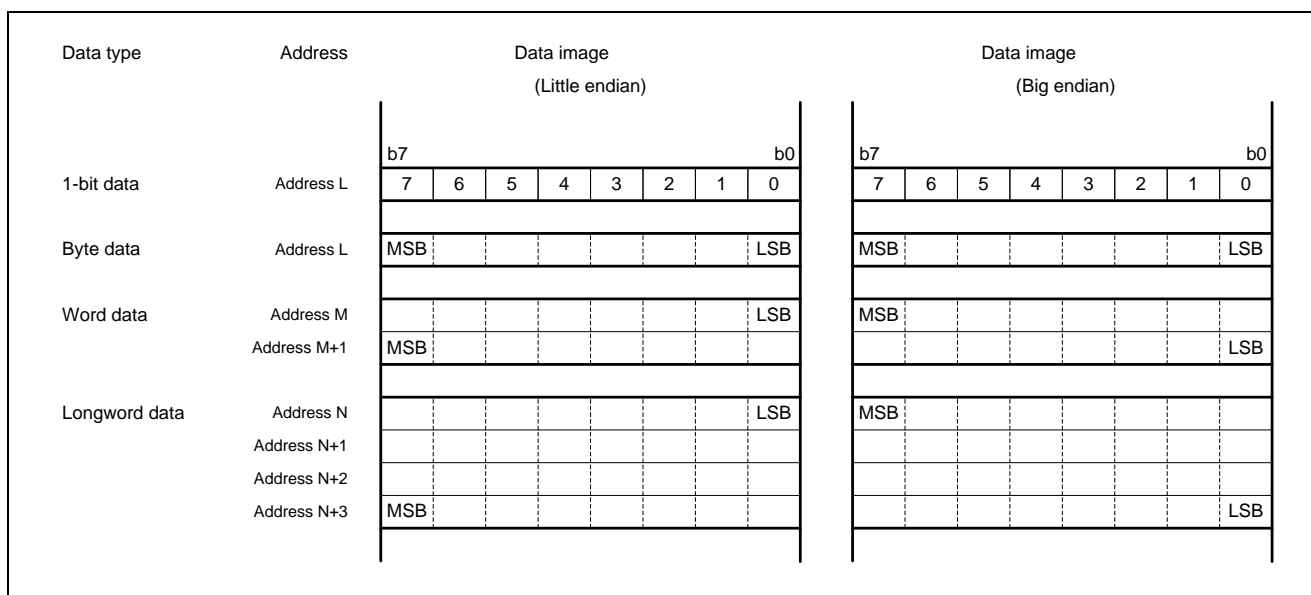 Data type Address Data image Data image
(Little endian) (Big endian)
b7 b0 b7 b0
1-bit data Address L 7 6 5 4 3 2 1 0 7 6 5 4 3 2 1 0
Byte data Address L MSB LSB MSB LSB
Word data Address M LSB MSB
Address M+1 MSB LSB
Longword data Address N LSB MSB
Address N+1
Address N+2
Address N+3 MSB LSB